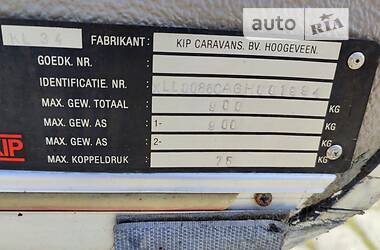 auto RIA
KL 34 FABRIKANT: KIP CARAVANS. BV. HOOGEVEEN.
GOEDK. NR.
IDENTIFICATIE. NR.
MAX. GEW. TOTAAL 900 KG
MAX. GEW. AS 1- 900 KG
MAX. GEW. AS 2- KG
MAX. KOPPELDRUK 75 KG
KIP